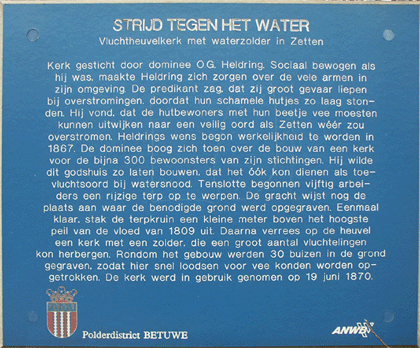 STRIJD TEGEN HET WATER
Vluchtheuvelkerk met waterzolder in Zetten
Kerk gesticht door dominee O.G. Heldring. Sociaal bewogen als
hij was, maakte Heldring zich zorgen over de vele armen in
zijn omgeving. De predikant zag, dat zij groot gevaar liepen
bij overstromingen, doordat hun schamele hutjes zo laag ston-
den. Hij vond, dat de hutbewoners met hun beetje vee moesten
kunnen uitwijken naar een veilig oord als Zetten wéér zou
overstromen. Heldrings wens begon werkelijkheid te worden in
1867. De dominee boog zich toen over de bouw van een kerk
voor de bijna 300 bewoonsters van zijn stichtingen. Hij wilde
dit godshuis zo laten bouwen, dat het óók kon dienen als toe-
vluchtsoord bij watersnood. Tenslotte begonnen vijftig arbei-
ders een rijzige terp op te werpen. De gracht wijst nog de
plaats aan waar de benodigde grond werd opgegraven. Eenmaal
klaar, stak de terpkruin een kleine meter boven het hoogste
peil van de vloed van 1809 uit. Daarna verrees op de heuvel
een kerk met een zolder, die een groot aantal vluchtelingen
kon herbergen. Rondom het gebouw werden 30 buizen in de grond
gegraven, zodat hier snel loodsen voor vee konden worden op-
getrokken. De kerk werd in gebruik genomen op 19 juni 1870.
Polderdistrict BETUWE
ANWB